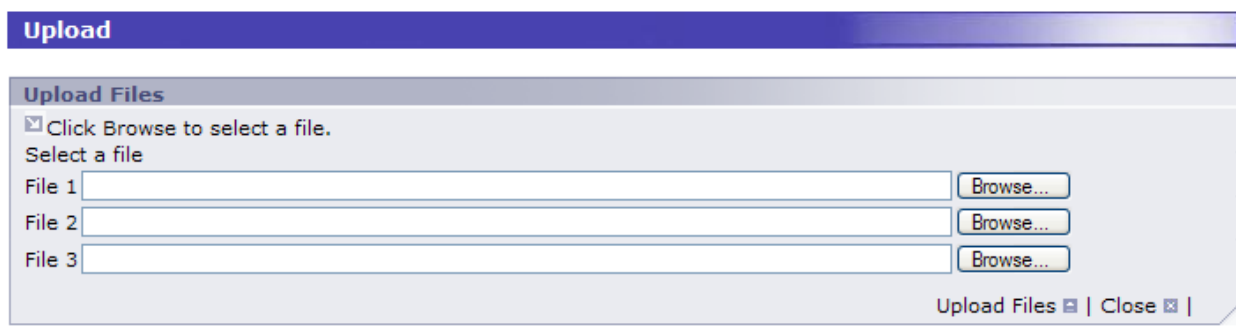 Upload
Upload Files
Click Browse to select a file.
Select a file
File 1 Browse...
File 2 Browse...
File 3 Browse...
Upload Files | Close |